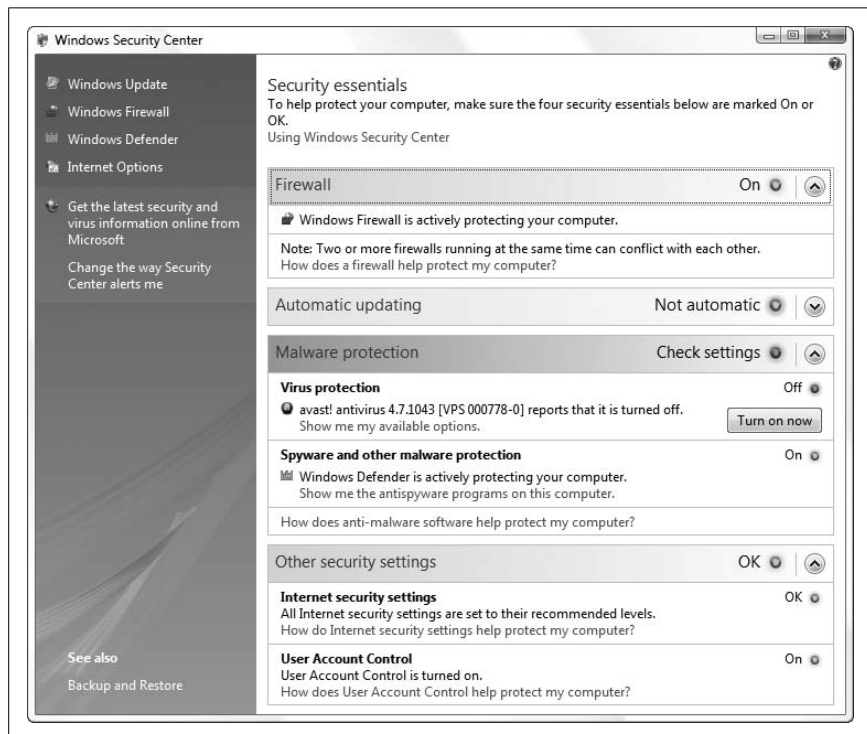 Windows Security Center
Windows Update
Windows Firewall
Windows Defender
Internet Options
Get the latest security and
virus information online from
Microsoft
Change the way Security
Center alerts me
See also
Backup and Restore
Security essentials
To help protect your computer, make sure the four security essentials below are marked On or
OK.
Using Windows Security Center
Firewall On
Windows Firewall is actively protecting your computer.
Note: Two or more firewalls running at the same time can conflict with each other.
How does a firewall help protect my computer?
Automatic updating Not automatic
Malware protection Check settings
Virus protection Off
avast! antivirus 4.7.1043 [VPS 000778-0] reports that it is turned off.
Show me my available options.
Turn on now
Spyware and other malware protection On
Windows Defender is actively protecting your computer.
Show me the antispyware programs on this computer.
How does anti-malware software help protect my computer?
Other security settings OK
Internet security settings OK
All Internet security settings are set to their recommended levels.
How do Internet security settings help protect my computer?
User Account Control On
User Account Control is turned on.
How does User Account Control help protect my computer?